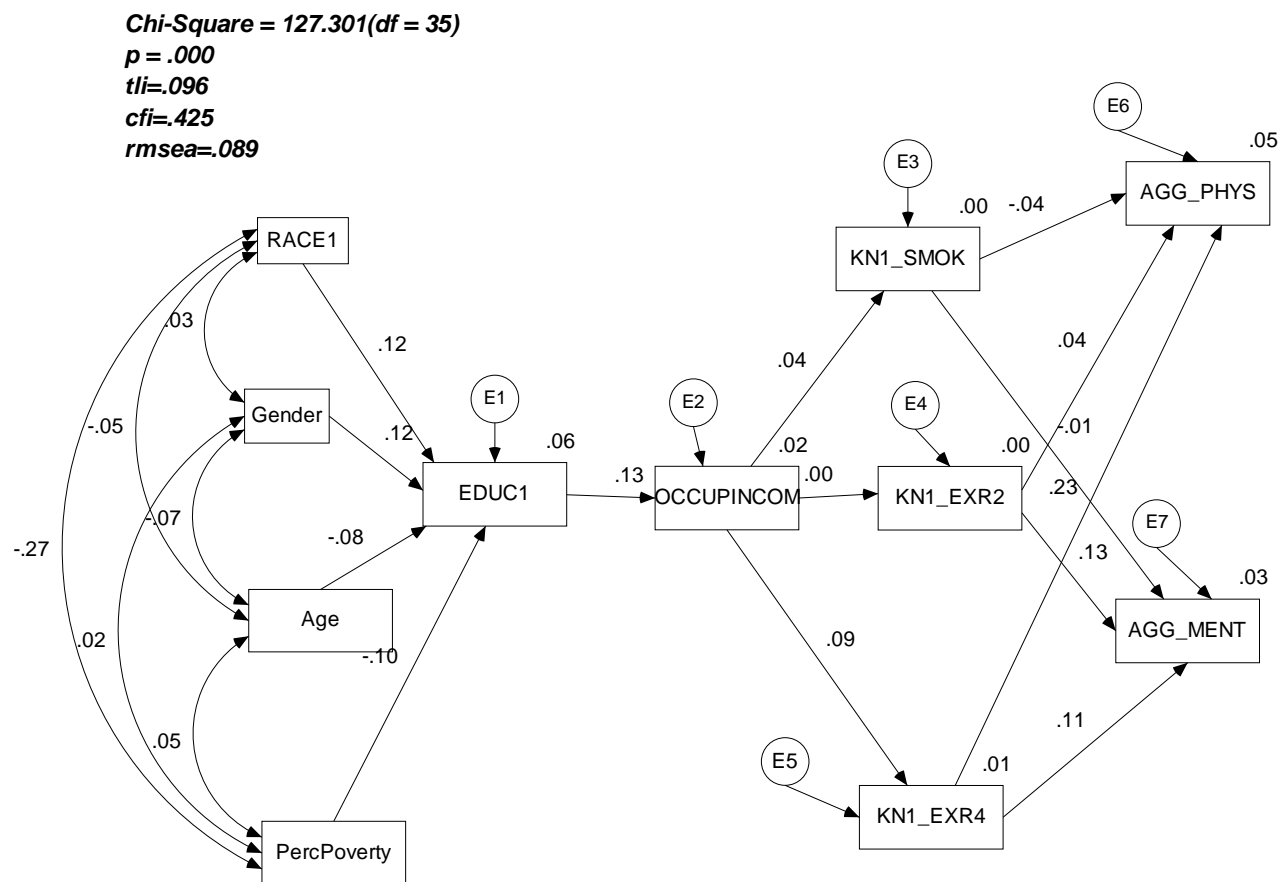 Chi-Square = 127.301(df = 35)
p = .000
tli=.096
cfi=.425
rmsea=.089
E6
.05
E3
AGG_PHYS
.00
-.04
RACE1
KN1_SMOK
.03
.12
.04
.04
E1
E2
E4
Gender
-.05
.12
.06
.02
.00
-.01
EDUC1
.13
OCCUPINCOM
.00
KN1_EXR2
.23
E7
-.07
-.08
-.27
.13
.03
Age
AGG_MENT
.02
-.10
.09
.05
.11
E5
.01
KN1_EXR4
PercPoverty